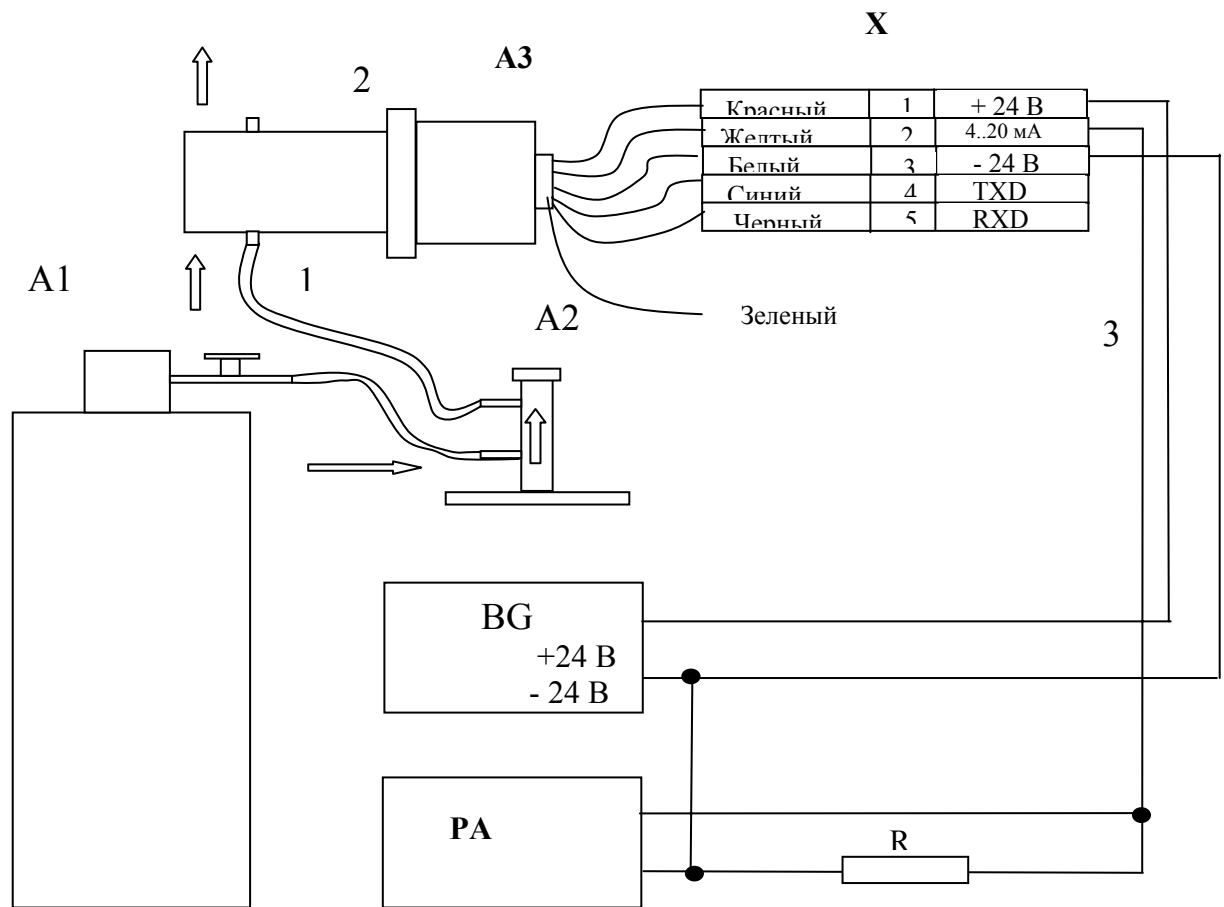 X
A3
2
Красный 1 + 24 В
Желтый 2 4..20 мА
Белый 3 - 24 В
Синий 4 TXD
Черный 5 RXD
A1
1
A2
Зеленый
3
BG
+24 В
- 24 В
PA
R